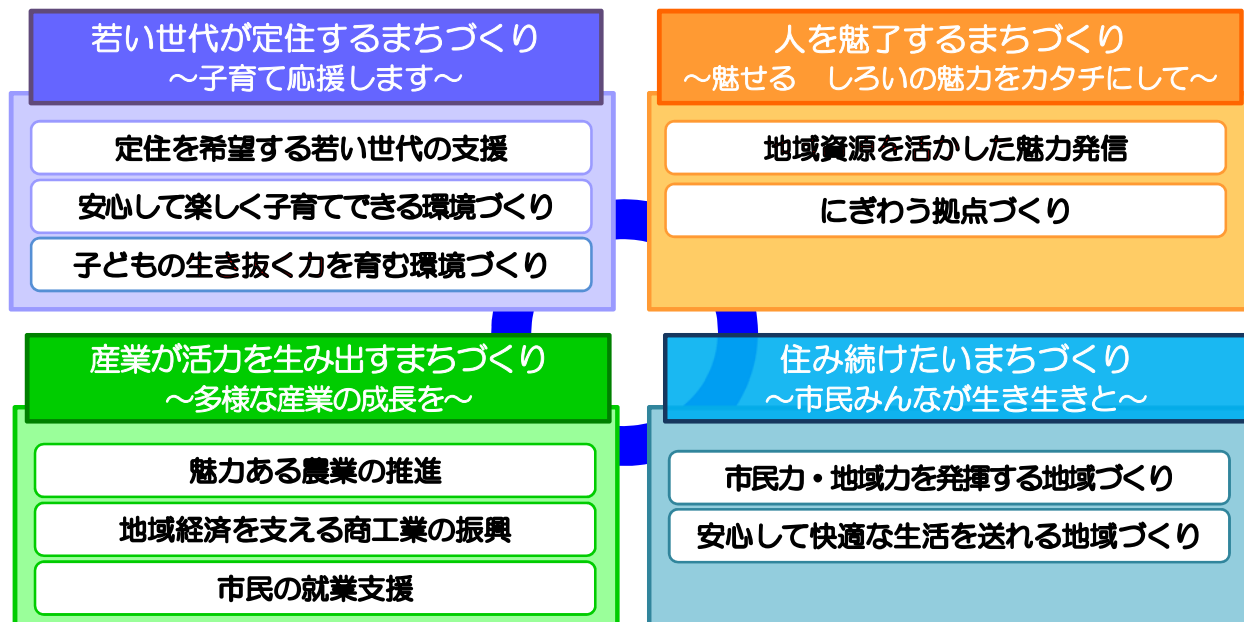 若い世代が定住するまちづくり
～子育て応援します～
定住を希望する若い世代の支援
安心して楽しく子育てできる環境づくり
子どもの生き抜く力を育む環境づくり
人を魅了するまちづくり
～魅せる　しろいの魅力をカタチにして～
地域資源を活かした魅力発信
にぎわう拠点づくり
産業が活力を生み出すまちづくり
～多様な産業の成長を～
魅力ある農業の推進
地域経済を支える商工業の振興
市民の就業支援
住み続けたいまちづくり
～市民みんなが生き生きと～
市民力・地域力を発揮する地域づくり
安心して快適な生活を送れる地域づくり